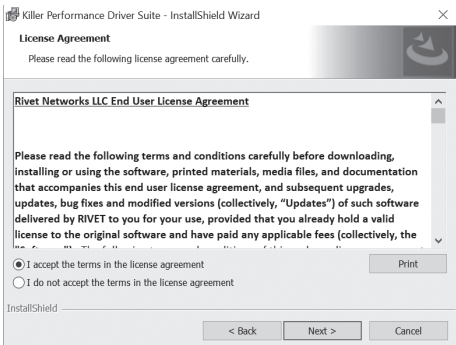 Killer Performance Driver Suite - InstallShield Wizard
License Agreement
Please read the following license agreement carefully.
Rivet Networks LLC End User License Agreement
Please read the following terms and conditions carefully before downloading,
installing or using the software, printed materials, media files, and documentation
that accompanies this end user license agreement, and subsequent upgrades,
updates, bug fixes and modified versions (collectively, “Updates”) of such software
delivered by RIVET to you for your use, provided that you already hold a valid
license to the original software and have paid any applicable fees (collectively, the
I accept the terms in the license agreement
Print
I do not accept the terms in the license agreement
InstallShield
< Back
Next >
Cancel